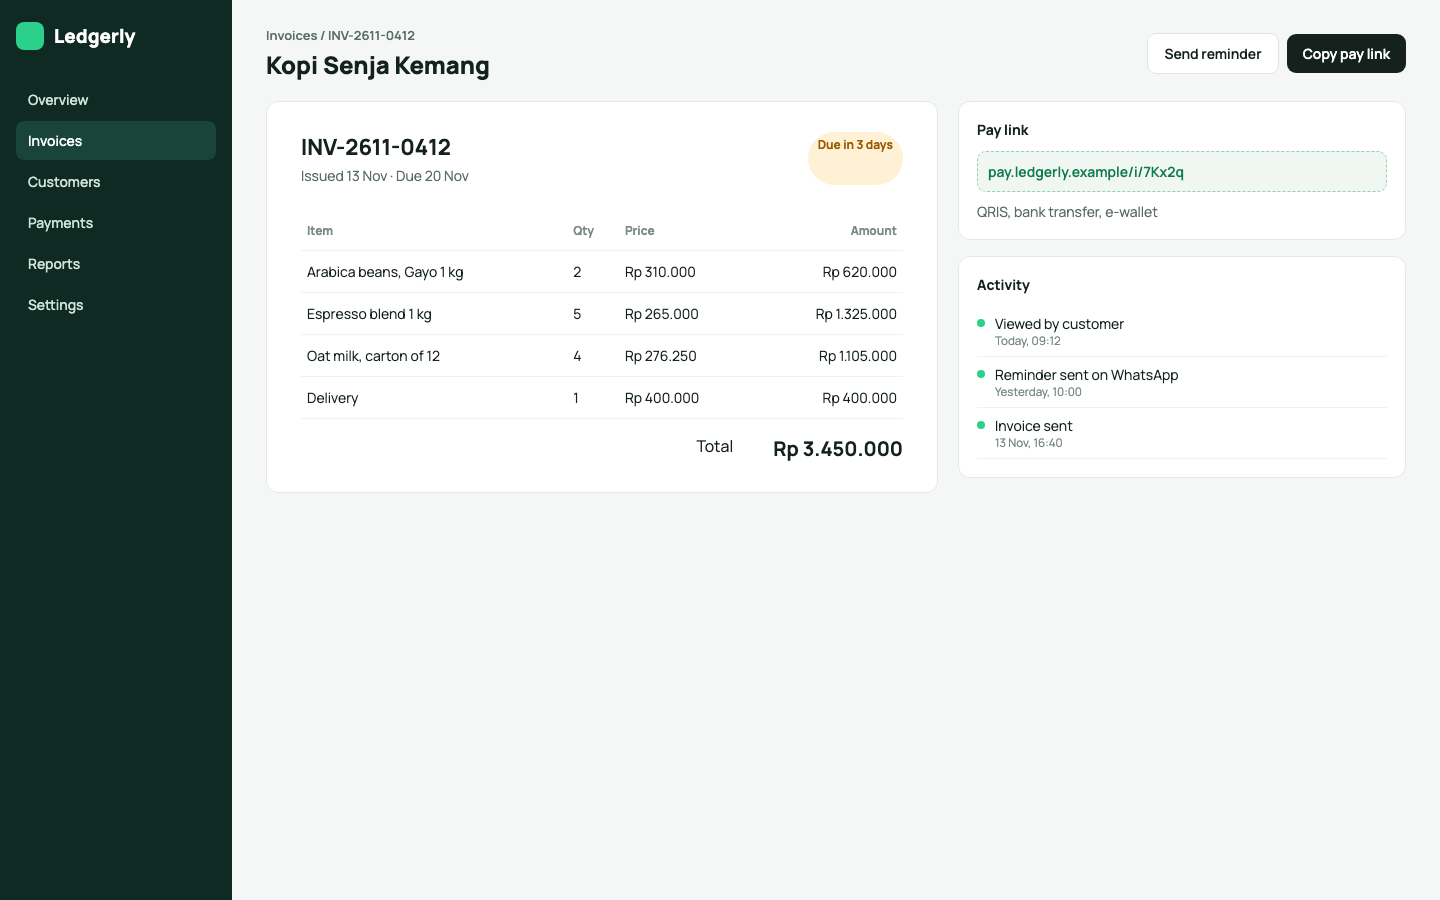 Ledgerly
Overview
Invoices
Customers
Payments
Reports
Settings
Invoices / INV-2611-0412
Kopi Senja Kemang
Send reminder
Copy pay link
INV-2611-0412
Issued 13 Nov · Due 20 Nov
Due in 3 days
Item Qty Price Amount
Arabica beans, Gayo 1 kg 2 Rp 310.000 Rp 620.000
Espresso blend 1 kg 5 Rp 265.000 Rp 1.325.000
Oat milk, carton of 12 4 Rp 276.250 Rp 1.105.000
Delivery 1 Rp 400.000 Rp 400.000
Total Rp 3.450.000
Pay link
pay.ledgerly.example/i/7Kx2q
QRIS, bank transfer, e-wallet
Activity
Viewed by customer
Today, 09:12
Reminder sent on WhatsApp
Yesterday, 10:00
Invoice sent
13 Nov, 16:40